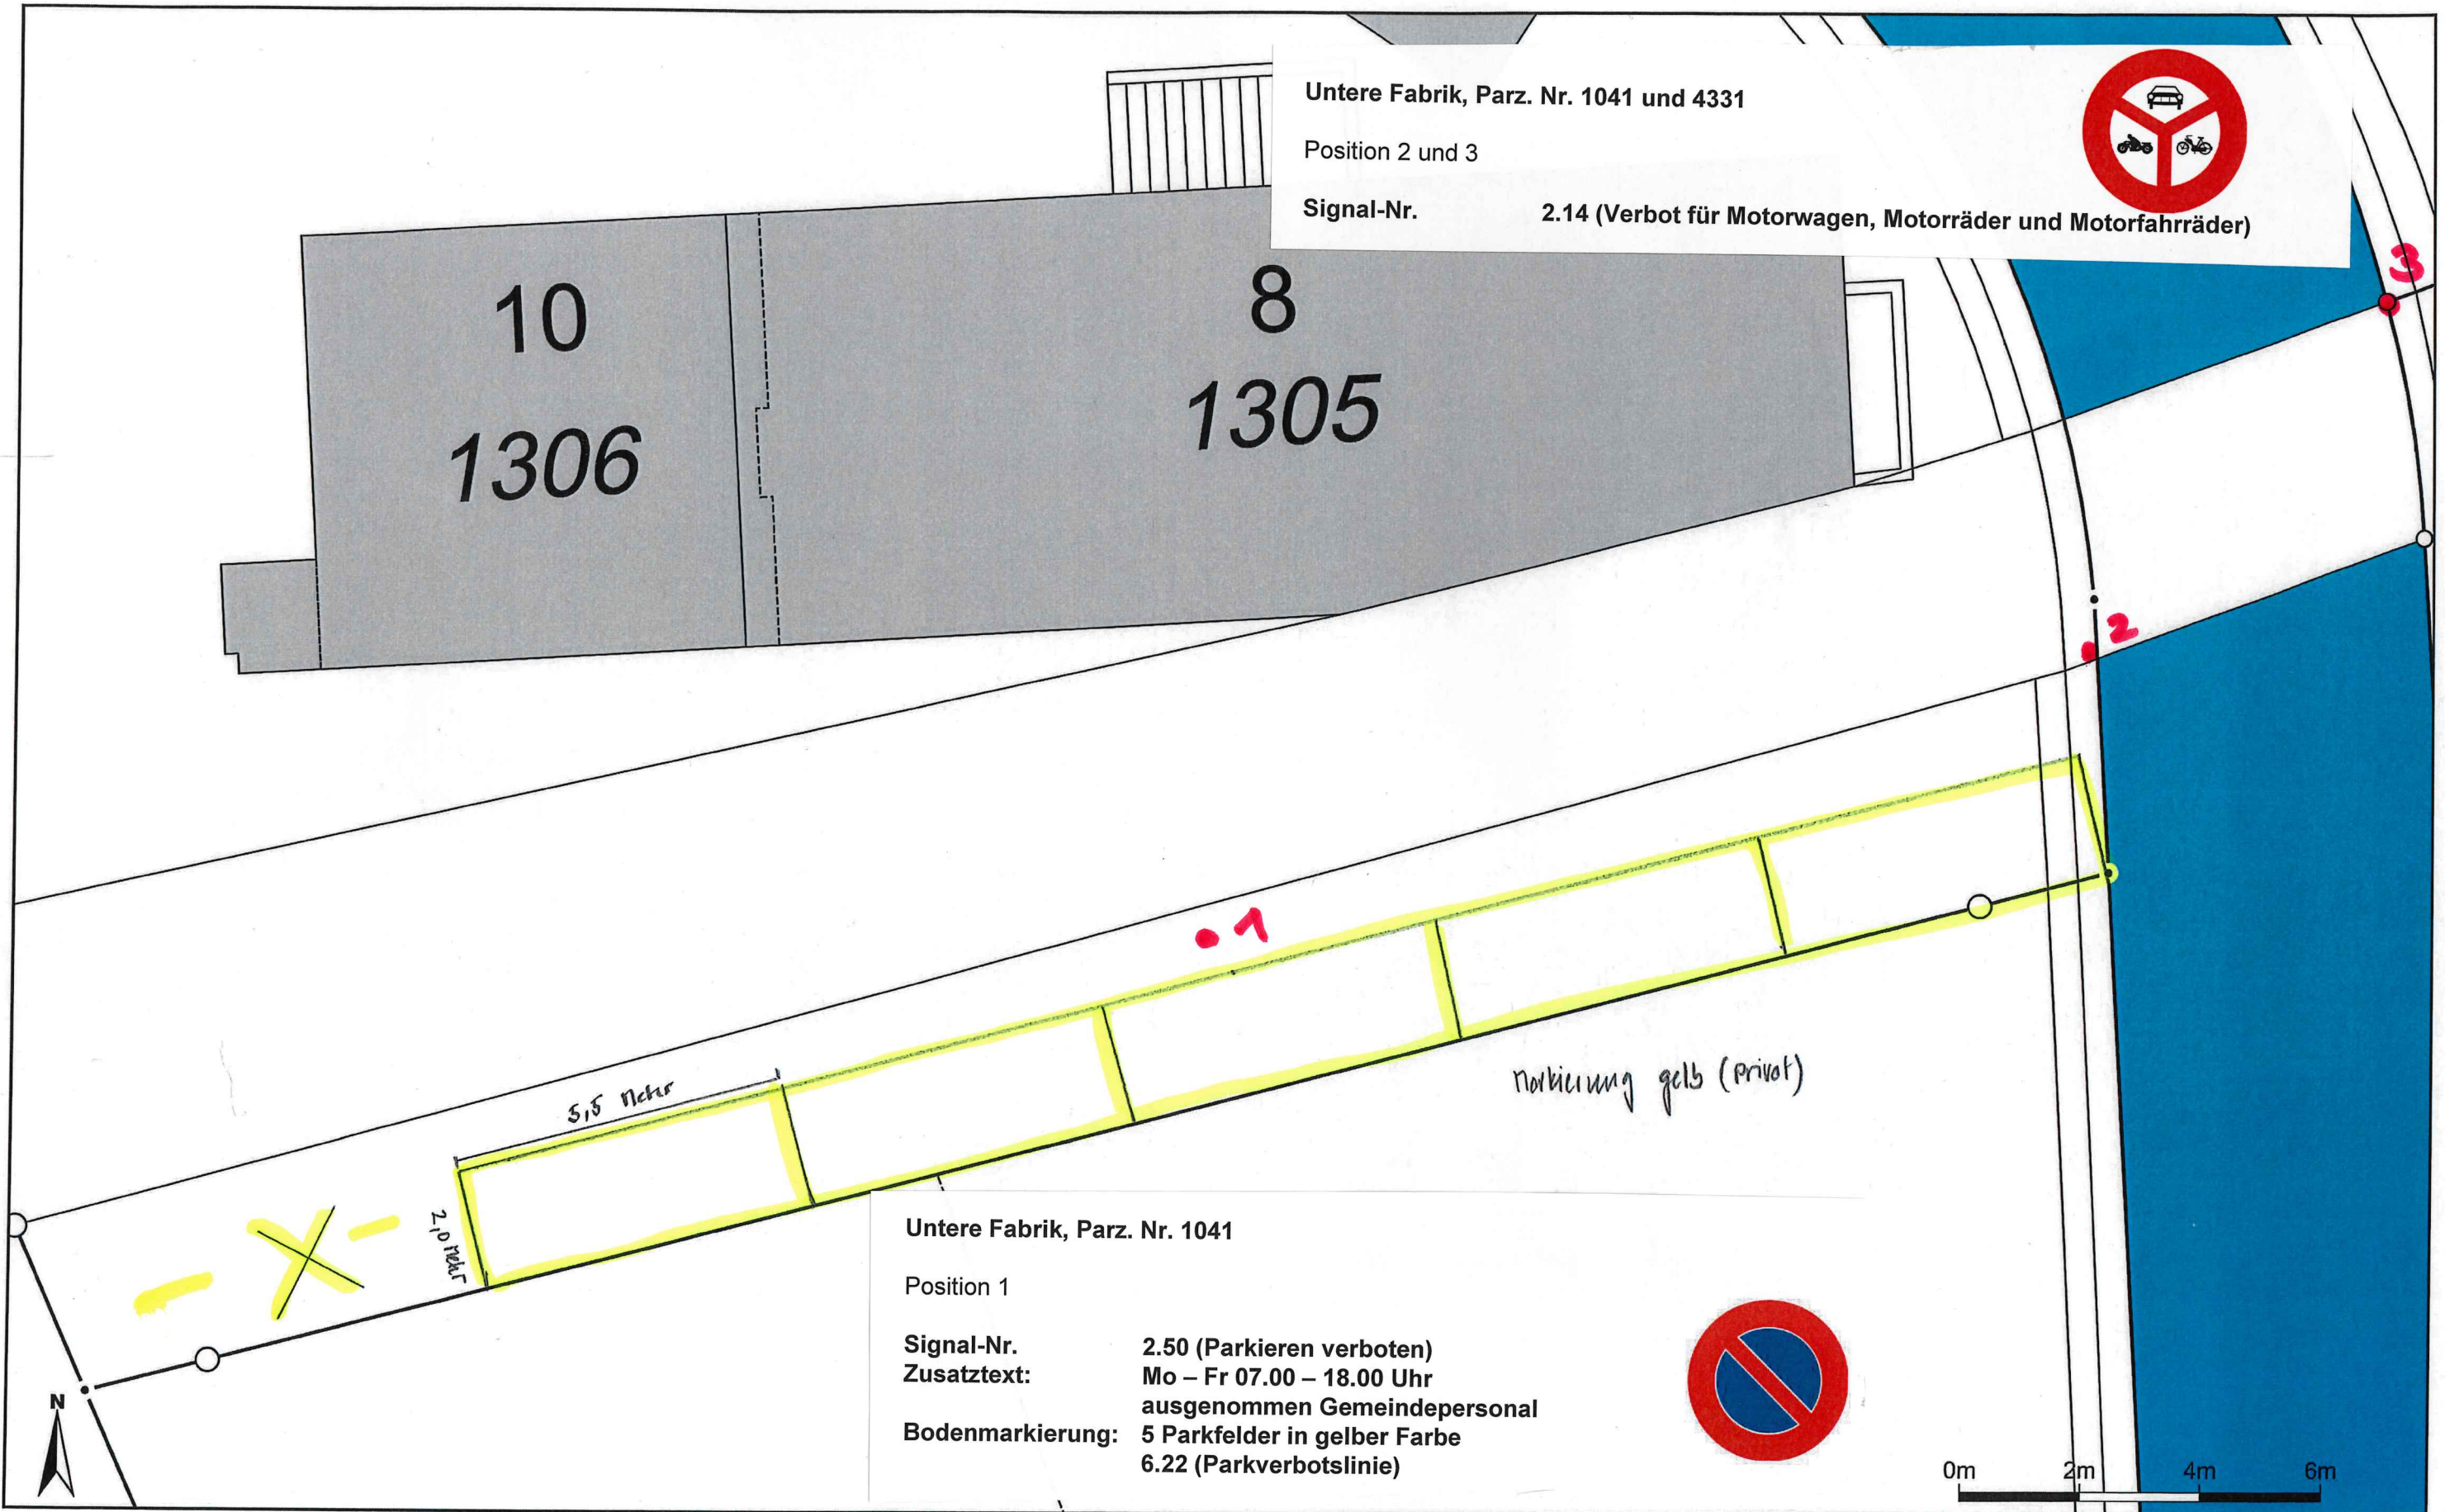 Untere Fabrik, Parz. Nr. 1041 und 4331
Position 2 und 3
Signal-Nr. 2.14 (Verbot für Motorwagen, Motorräder und Motorfahrräder)
3
10
1306
8
1305
2
1
5,5 Meter
2,0 Meter
Markierung gelb (privat)
X
Untere Fabrik, Parz. Nr. 1041
Position 1
Signal-Nr. 2.50 (Parkieren verboten)
Zusatztext: Mo – Fr 07.00 – 18.00 Uhr
ausgenommen Gemeindepersonal
Bodenmarkierung: 5 Parkfelder in gelber Farbe
6.22 (Parkverbotslinie)
N
0m 2m 4m 6m